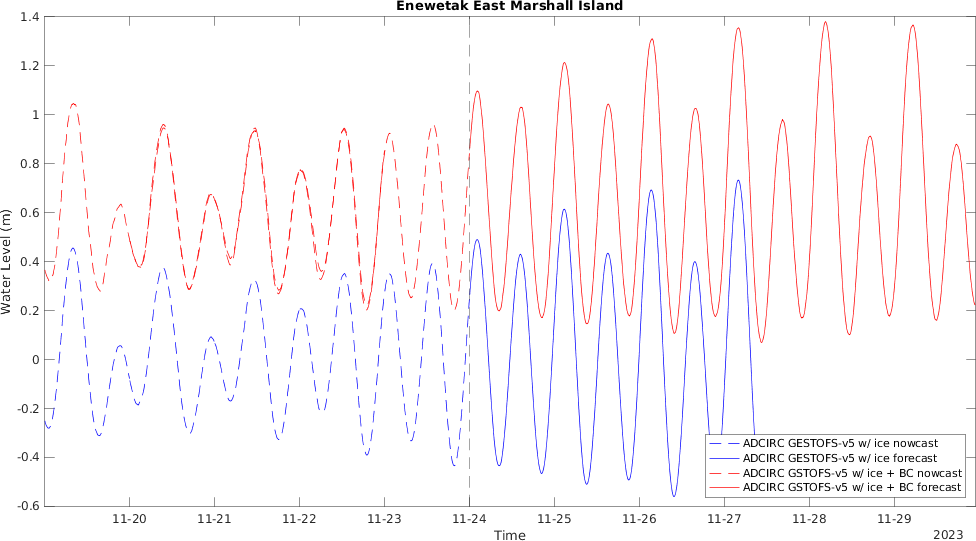 Enewetak East Marshall Island
1.4
1.2
1
0.8
0.6
0.4
0.2
0
-0.2
-0.4
-0.6
Water Level (m)
ADCIRC GESTOFS-v5 w/ ice nowcast
ADCIRC GESTOFS-v5 w/ ice forecast
ADCIRC GSTOFS-v5 w/ ice + BC nowcast
ADCIRC GSTOFS-v5 w/ ice + BC forecast
11-20 11-21 11-22 11-23 11-24 11-25 11-26 11-27 11-28 11-29
Time
2023